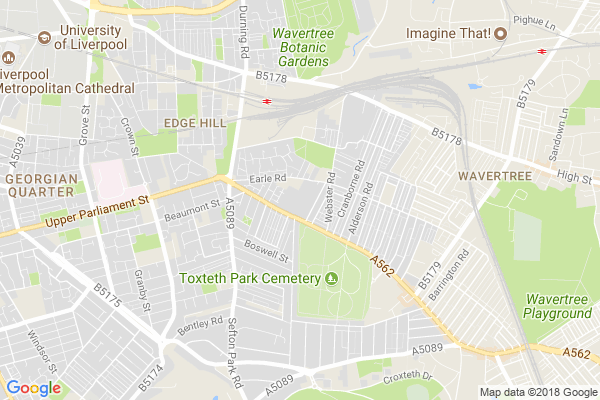 Pighue Ln
University
of Liverpool
Durning Rd
Wavertree
Botanic
Gardens
Imagine That!
Liverpool
Metropolitan Cathedral
B5178
B5179
Grove St
Crown St
EDGE HILL
A5039
B5178
Sandown Ln
GEORGIAN
QUARTER
Earle Rd
Webster Rd
Cranborne Rd
Alderson Rd
WAVERTREE
High St
Upper Parliament St
Beaumont St
A5089
Boswell St
A562
Toxteth Park Cemetery
B5179
Barrington Rd
B5175
Granby St
Wavertree
Playground
Bentley Rd
Sefton Park Rd
Windsor St
B5174
A5089
A562
A5089
Croxteth Dr
Google
Map data ©2018 Google